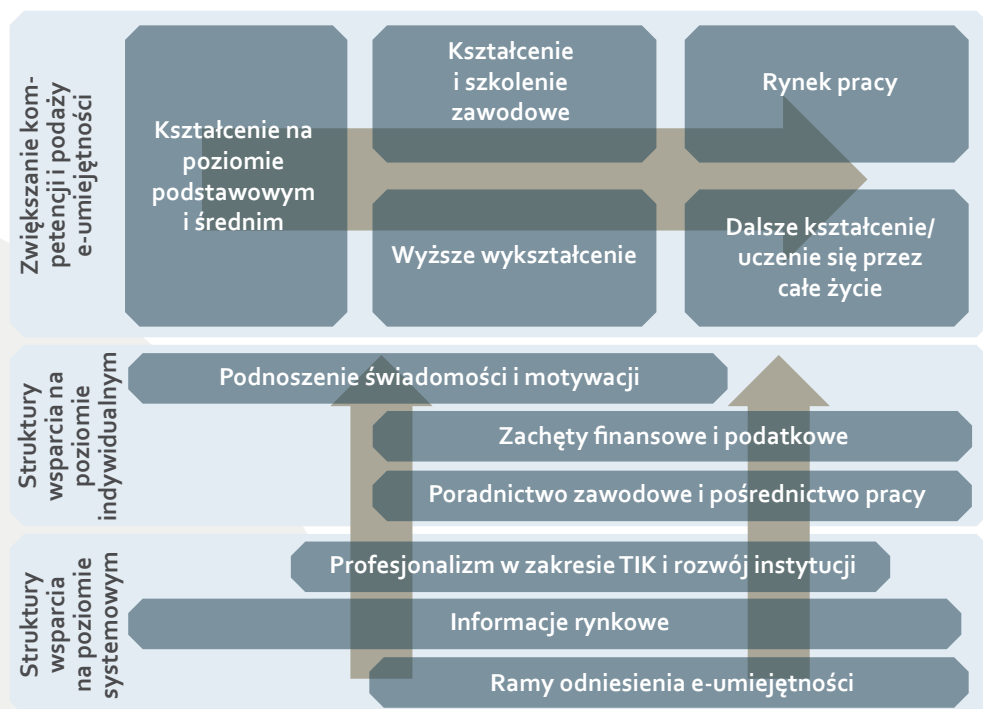 Zwiększanie kom-
petencji i podaży
e-umiejętności
Kształcenie na
poziomie
podstawowym
i średnim
Kształcenie
i szkolenie
zawodowe
Rynek pracy
Wyższe wykształcenie
Dalsze kształcenie/
uczenie się przez
całe życie
Struktury
wsparcia na
poziomie
indywidualnym
Podnoszenie świadomości i motywacji
Zachęty finansowe i podatkowe
Poradnictwo zawodowe i pośrednictwo pracy
Struktury
wsparcia
na poziomie
systemowym
Profesjonalizm w zakresie TIK i rozwój instytucji
Informacje rynkowe
Ramy odniesienia e-umiejętności